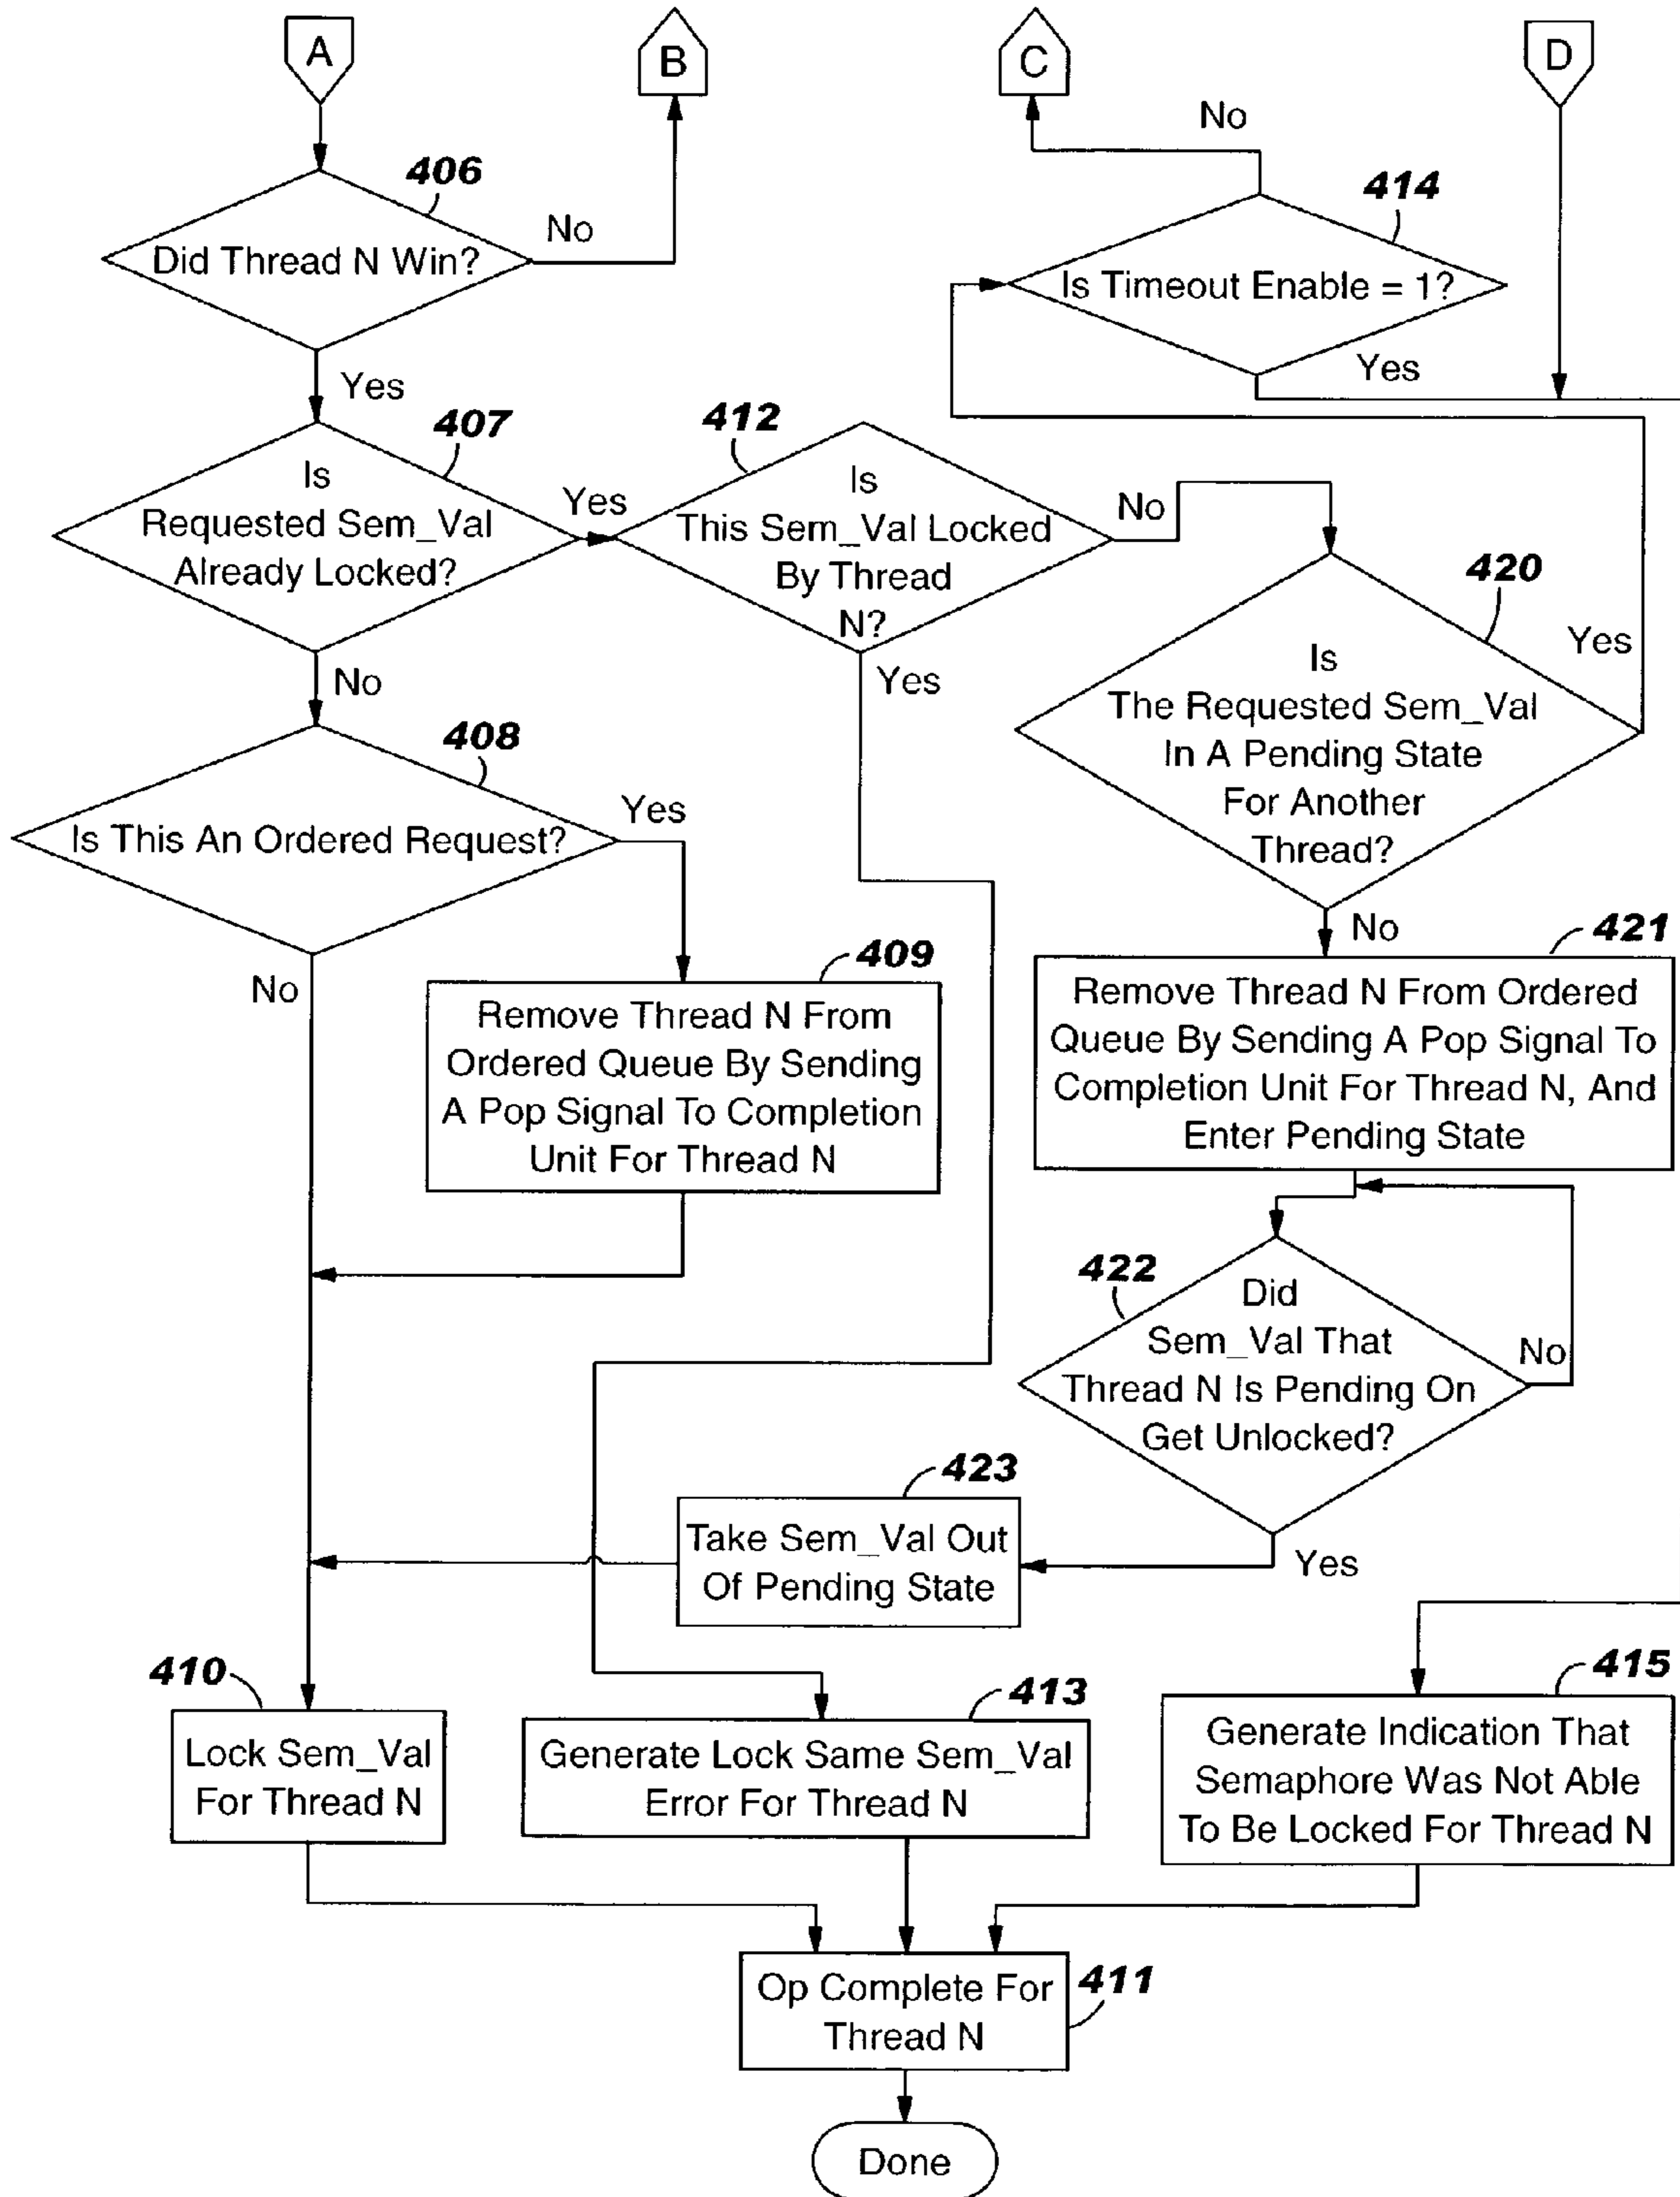 A
B
C
D
No
406
414
Did Thread N Win?
No
Is Timeout Enable = 1?
Yes
Yes
407
412
Is
Requested Sem_Val
Already Locked?
Yes
Is
This Sem_Val Locked
By Thread
N?
No
420
Yes
Is
The Requested Sem_Val
In A Pending State
For Another
Thread?
No
Yes
408
Is This An Ordered Request?
Yes
No
No
409
Remove Thread N From
Ordered Queue By Sending
A Pop Signal To Completion
Unit For Thread N
421
Remove Thread N From Ordered
Queue By Sending A Pop Signal To
Completion Unit For Thread N, And
Enter Pending State
422
Did
Sem_Val That
Thread N Is Pending On
Get Unlocked?
No
Yes
423
Take Sem_Val Out
Of Pending State
410
Lock Sem_Val
For Thread N
413
Generate Lock Same Sem_Val
Error For Thread N
415
Generate Indication That
Semaphore Was Not Able
To Be Locked For Thread N
Op Complete For
Thread N
411
Done